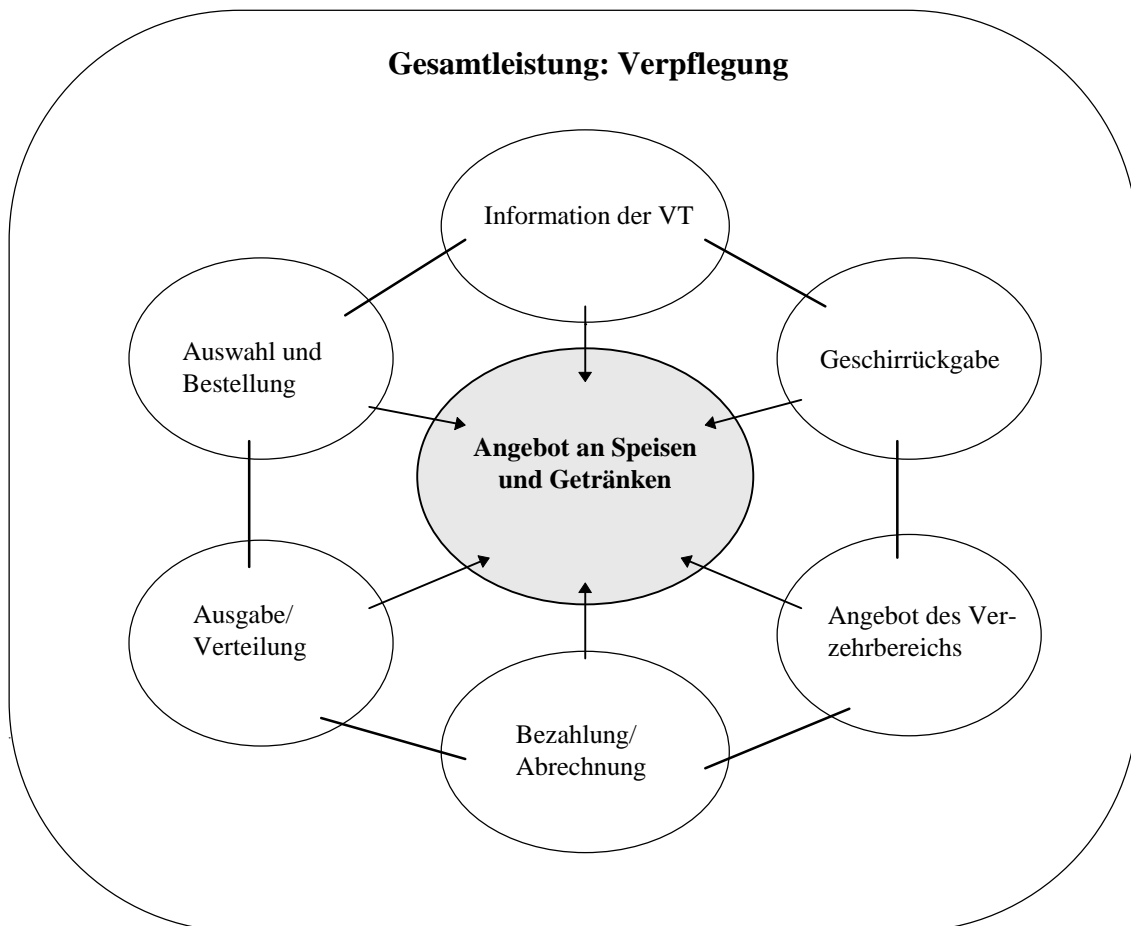 Gesamtleistung: Verpflegung
Information der VT
Auswahl und
Bestellung
Geschirrückgabe
Angebot an Speisen
und Getränken
Ausgabe/
Verteilung
Angebot des Ver-
zehrbereichs
Bezahlung/
Abrechnung